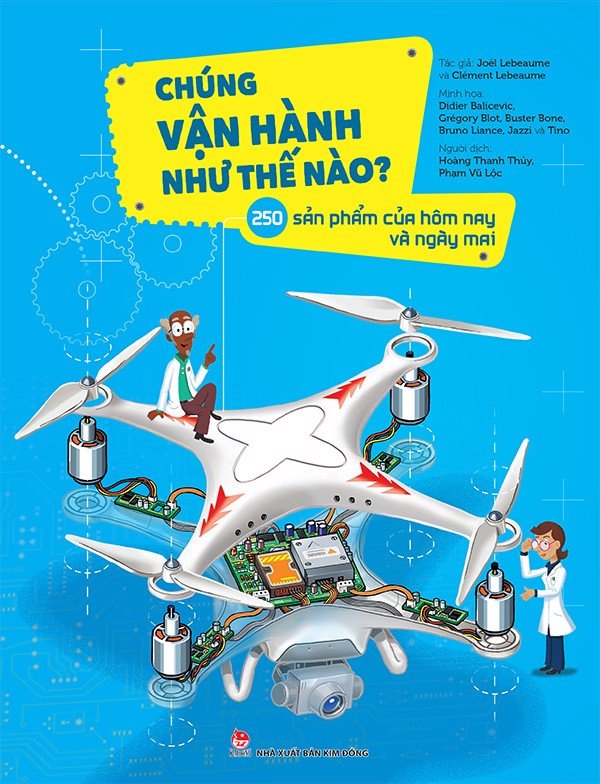 CHÚNG
VẬN HÀNH
NHƯ THẾ NÀO?
250 sản phẩm của hôm nay
và ngày mai
Tác giả: Joël Lebeaume
và Clément Lebeaume
Minh họa:
Didier Balicevic,
Grégory Blot, Buster Bone,
Bruno Liance, Jazzi và Tino
Người dịch:
Hoàng Thanh Thủy,
Phạm Vũ Lộc
NHÀ XUẤT BẢN KIM ĐỒNG